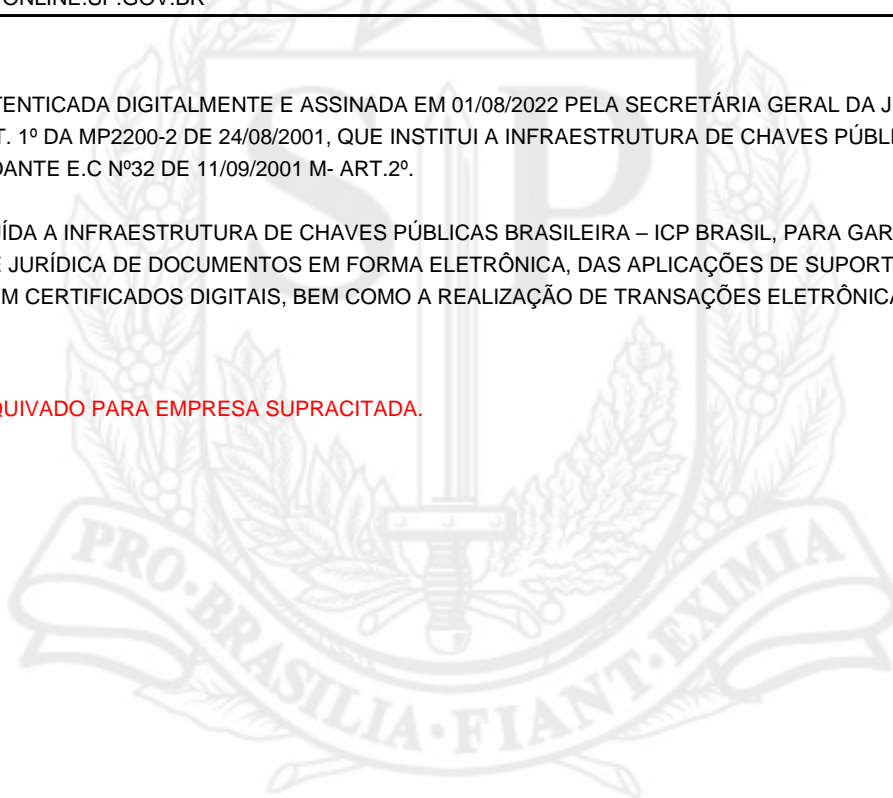 ONLINE.SP.GOV.BR
TENTICADA DIGITALMENTE E ASSINADA EM 01/08/2022 PELA SECRETÁRIA GERAL DA J
T. 1º DA MP2200-2 DE 24/08/2001, QUE INSTITUI A INFRAESTRUTURA DE CHAVES PÚBL
DANTE E.C Nº32 DE 11/09/2001 M- ART.2º.
UÍDA A INFRAESTRUTURA DE CHAVES PÚBLICAS BRASILEIRA – ICP BRASIL, PARA GAR
E JURÍDICA DE DOCUMENTOS EM FORMA ELETRÔNICA, DAS APLICAÇÕES DE SUPORT
EM CERTIFICADOS DIGITAIS, BEM COMO A REALIZAÇÃO DE TRANSAÇÕES ELETRÔNICA
QUIVADO PARA EMPRESA SUPRACITADA.
SP
PRO·BRASILIA·FIANT·EXIMIA